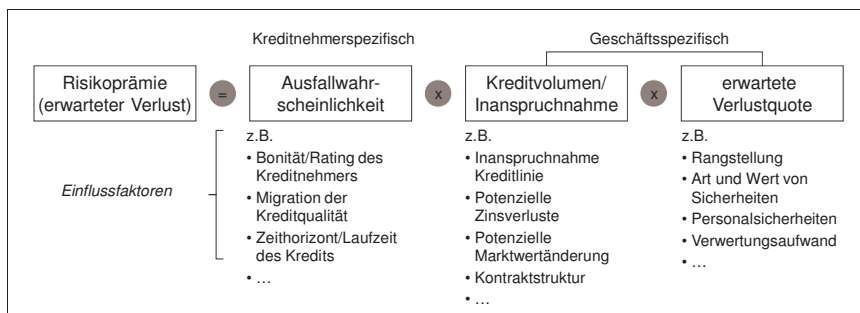 Kreditnehmerspezifisch
Geschäftsspezifisch
Risikoprämie
(erwarteter Verlust)
=
Ausfallwahr-
scheinlichkeit
x
Kreditvolumen/
Inanspruchnahme
x
erwartete
Verlustquote
Einflussfaktoren
z.B.
• Bonität/Rating des
Kreditnehmers
• Migration der
Kreditqualität
• Zeithorizont/Laufzeit
des Kredits
• …
z.B.
• Inanspruchnahme
Kreditlinie
• Potenzielle
Zinsverluste
• Potenzielle
Marktwertänderung
• Kontraktstruktur
• …
z.B.
• Rangstellung
• Art und Wert von
Sicherheiten
• Personalsicherheiten
• Verwertungsaufwand
• …